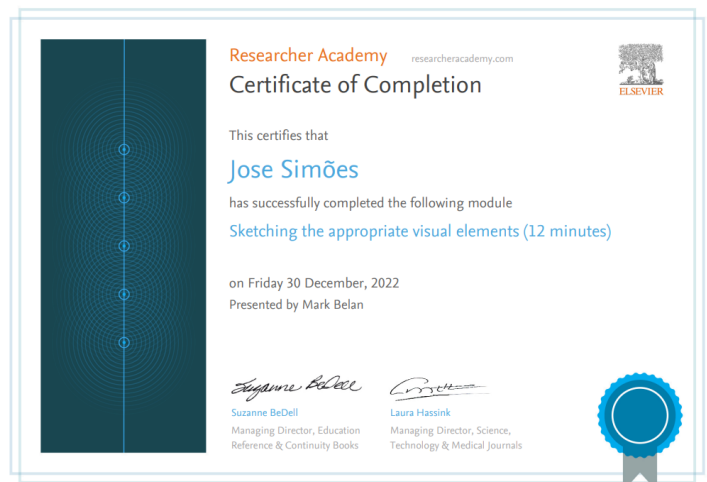 Researcher Academy researcheracademy.com
Certificate of Completion
ELSEVIER
This certifies that
Jose Simões
has successfully completed the following module
Sketching the appropriate visual elements (12 minutes)
on Friday 30 December, 2022
Presented by Mark Belan
Suzanne BeDell
Suzanne BeDell Laura Hassink
Managing Director, Education Managing Director, Science,
Reference & Continuity Books Technology & Medical Journals